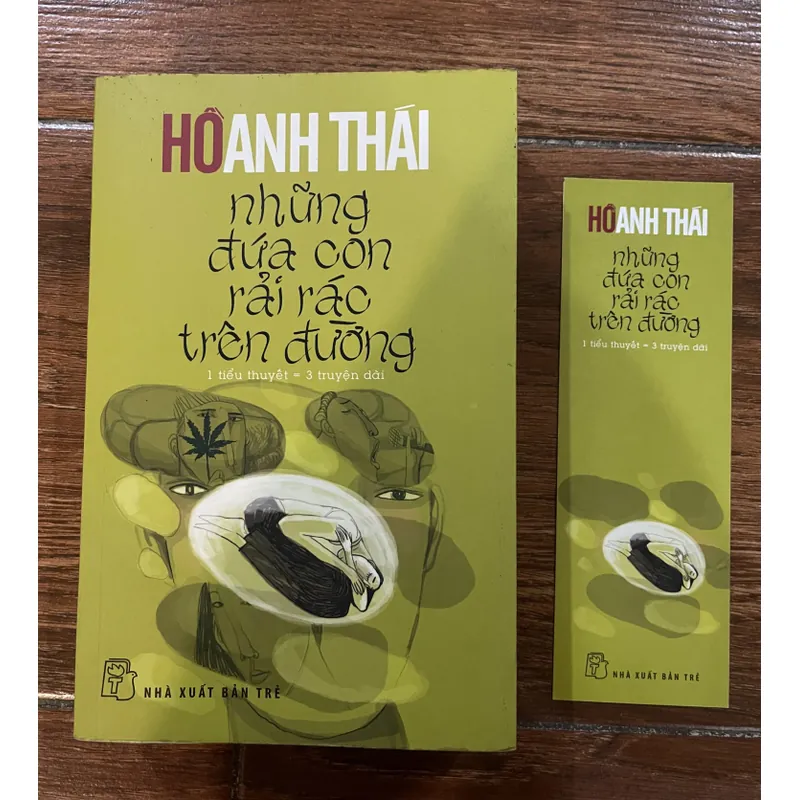 HỒ ANH THÁI
những
đứa con
rải rác
trên đường
1 tiểu thuyết = 3 truyện dài
NHÀ XUẤT BẢN TRẺ
HỒ ANH THÁI
những
đứa con
rải rác
trên đường
1 tiểu thuyết = 3 truyện dài
NHÀ XUẤT BẢN TRẺ